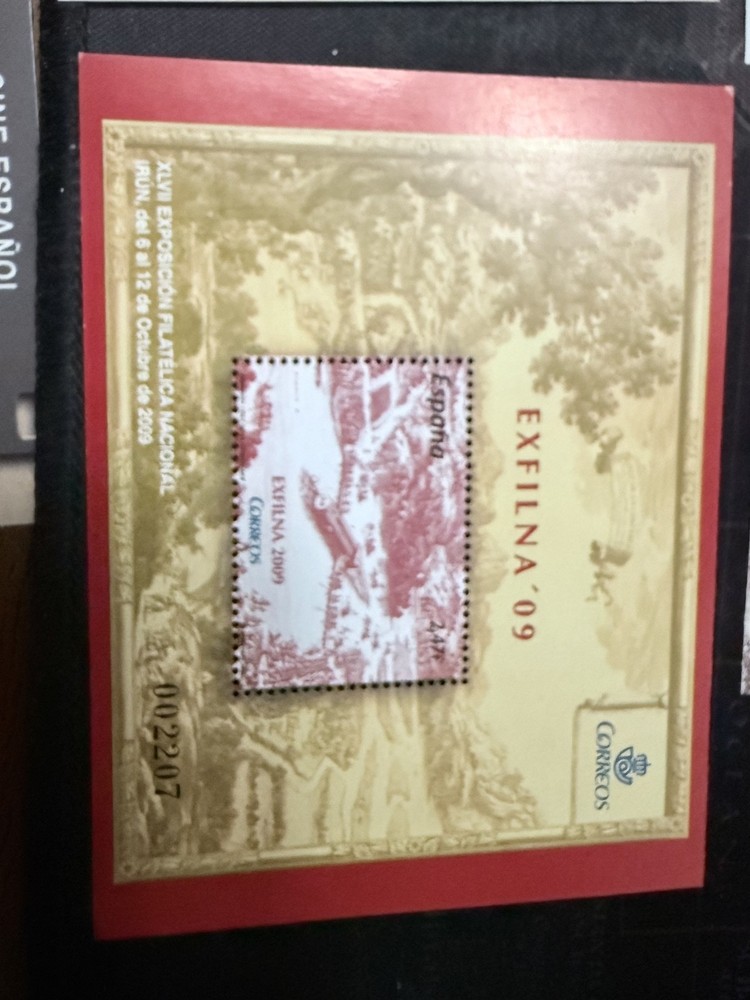 CORREOS
EXFILNA´09
España
2,47€
EXFILNA 2009
CORREOS
XLVII EXPOSICIÓN FILATÉLICA NACIONAL
IRÚN, del 6 al 12 de Octubre de 2009
002207
CINE ESPAÑOL